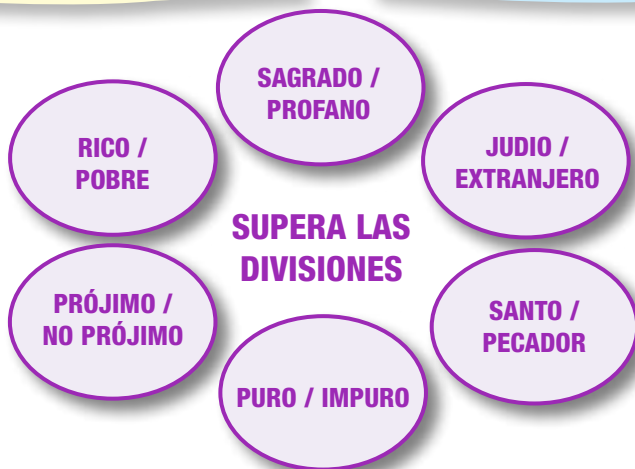 SAGRADO /
PROFANO
RICO /
POBRE
JUDIO /
EXTRANJERO
SUPERA LAS
DIVISIONES
PRÓJIMO /
NO PRÓJIMO
SANTO /
PECADOR
PURO / IMPURO